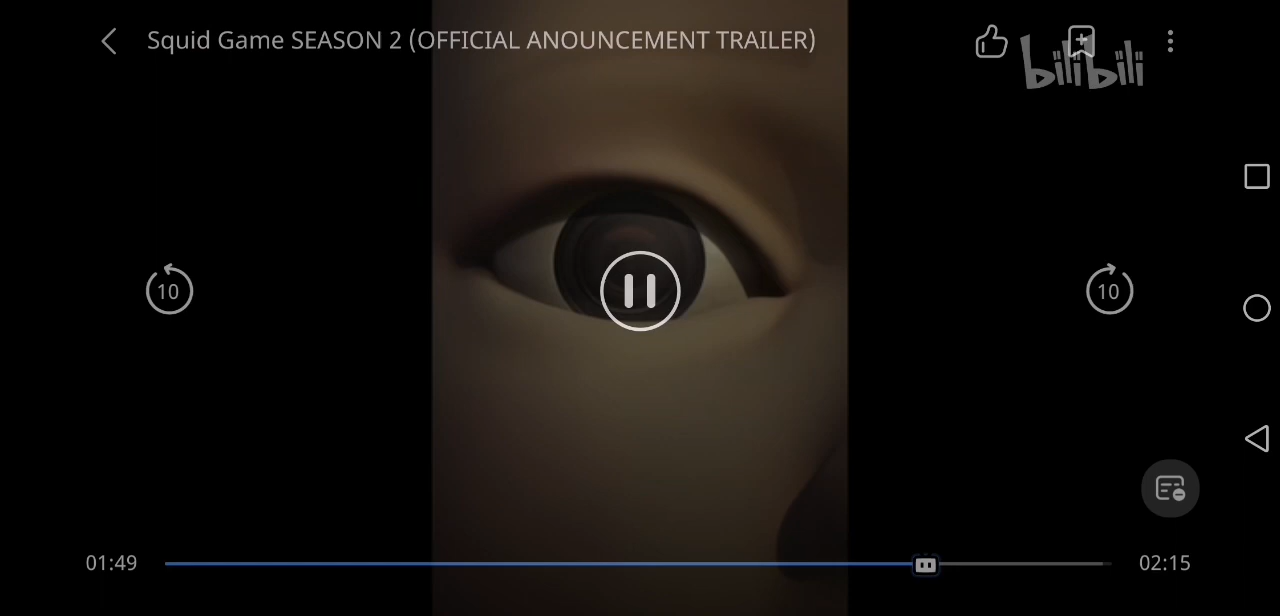 Squid Game SEASON 2 (OFFICIAL ANOUNCEMENT TRAILER)
bilibili
10
10
01:49
02:15